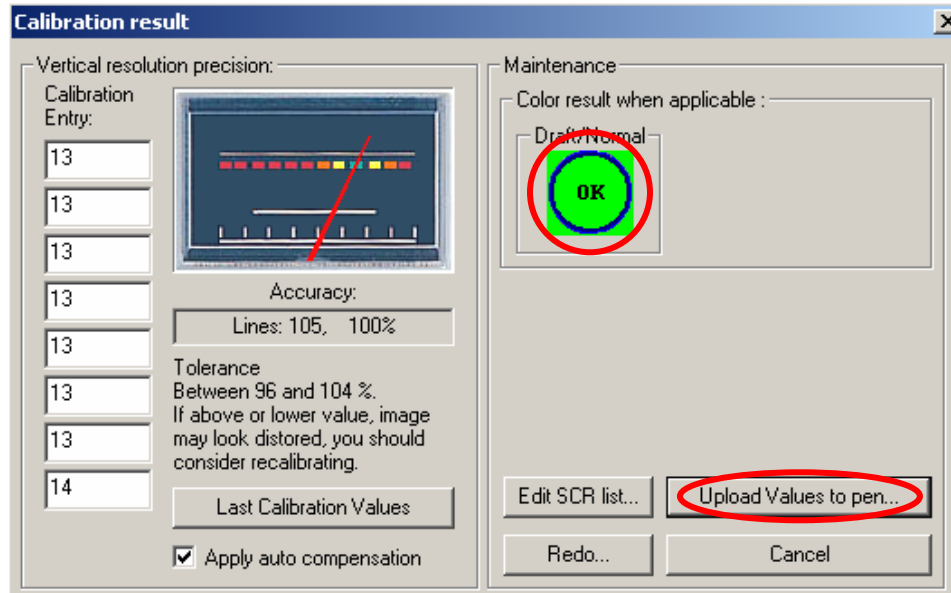 Calibration result
Vertical resolution precision:
Calibration
Entry:
13
13
13
13
13
13
13
14
Accuracy:
Lines: 105, 100%
Tolerance
Between 96 and 104 %.
If above or lower value, image
may look distored, you should
consider recalibrating.
Last Calibration Values
Apply auto compensation
Maintenance
Color result when applicable :
Draft/Normal
OK
Edit SCR list...
Upload Values to pen...
Redo...
Cancel